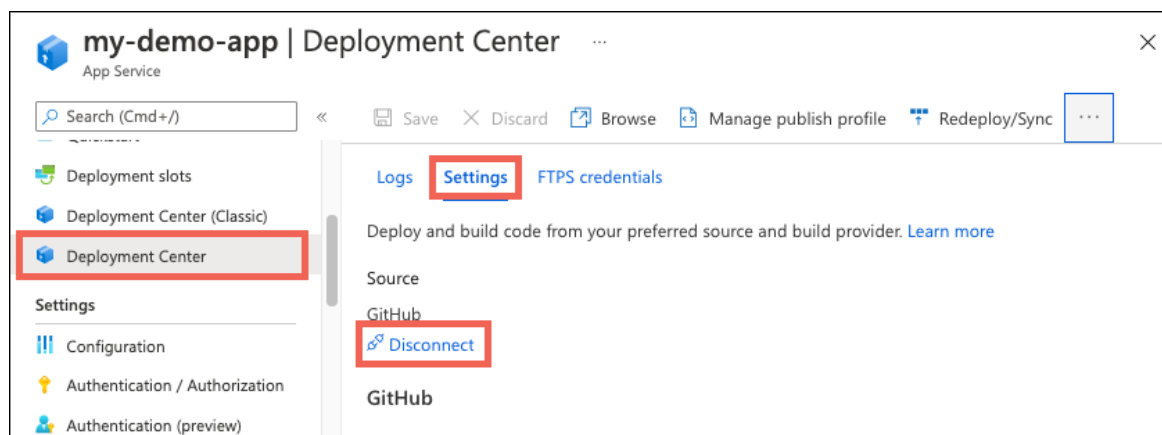 my-demo-app | Deployment Center ...
App Service
Search (Cmd+/)
«
Save
Discard
Browse
Manage publish profile
Redeploy/Sync
...
Deployment slots
Deployment Center (Classic)
Deployment Center
Settings
Configuration
Authentication / Authorization
Authentication (preview)
Logs
Settings
FTPS credentials
Deploy and build code from your preferred source and build provider. Learn more
Source
GitHub
Disconnect
GitHub